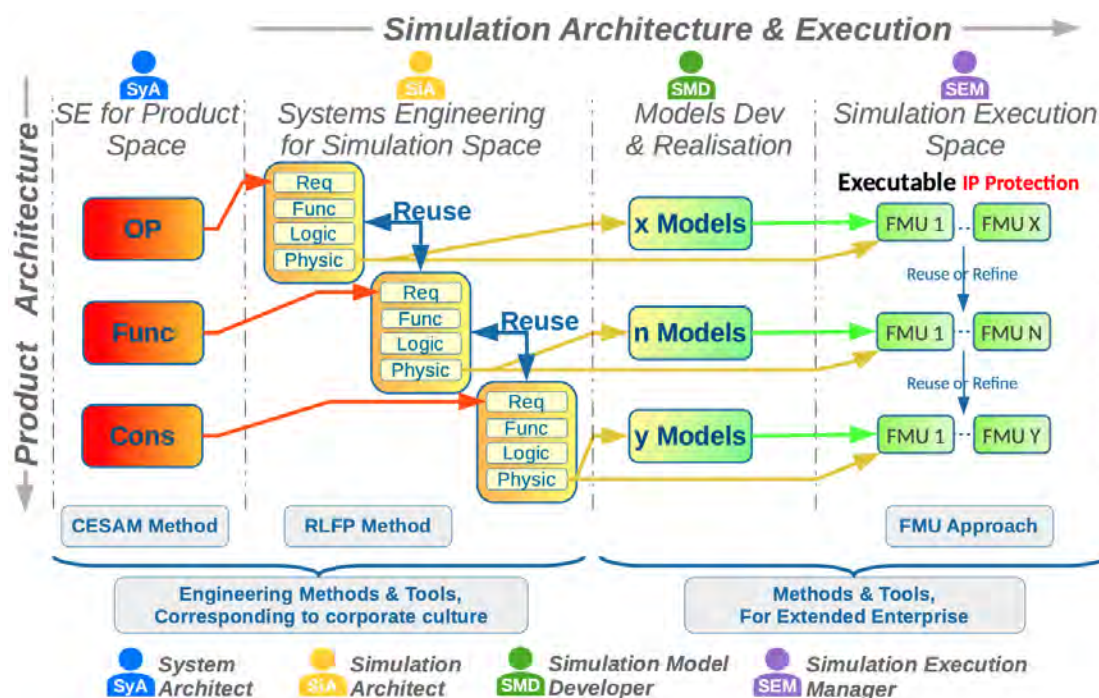 Simulation Architecture & Execution
Product Architecture
SyA
SiA
SMD
SEM
SE for Product
Space
Systems Engineering
for Simulation Space
Models Dev
& Realisation
Simulation Execution
Space
Executable IP Protection
OP
Req
Func
Logic
Physic
Reuse
x Models
FMU 1
...
FMU X
Reuse or Refine
Func
Req
Func
Logic
Physic
Reuse
n Models
FMU 1
...
FMU N
Reuse or Refine
Cons
Req
Func
Logic
Physic
y Models
FMU 1
...
FMU Y
CESAM Method
RLFP Method
FMU Approach
Engineering Methods & Tools,
Corresponding to corporate culture
Methods & Tools,
For Extended Enterprise
SyA
System
Architect
SiA
Simulation
Architect
SMD
Simulation Model
Developer
SEM
Simulation Execution
Manager